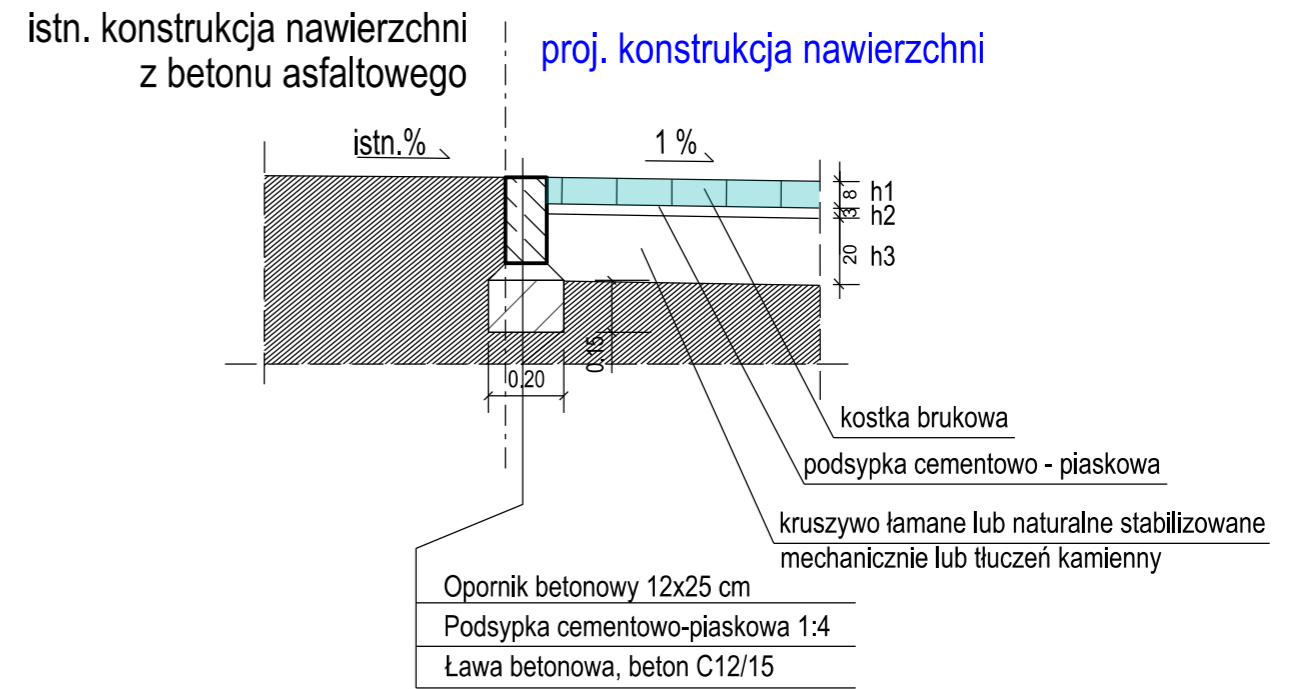 istn. konstrukcja nawierzchni
z betonu asfaltowego
proj. konstrukcja nawierzchni
istn.%
1 %
8 h1
3 h2
20 h3
0.15
0.20
kostka brukowa
podsypka cementowo - piaskowa
kruszywo łamane lub naturalne stabilizowane
mechanicznie lub tłuczeń kamienny
Opornik betonowy 12x25 cm
Podsypka cementowo-piaskowa 1:4
Ława betonowa, beton C12/15